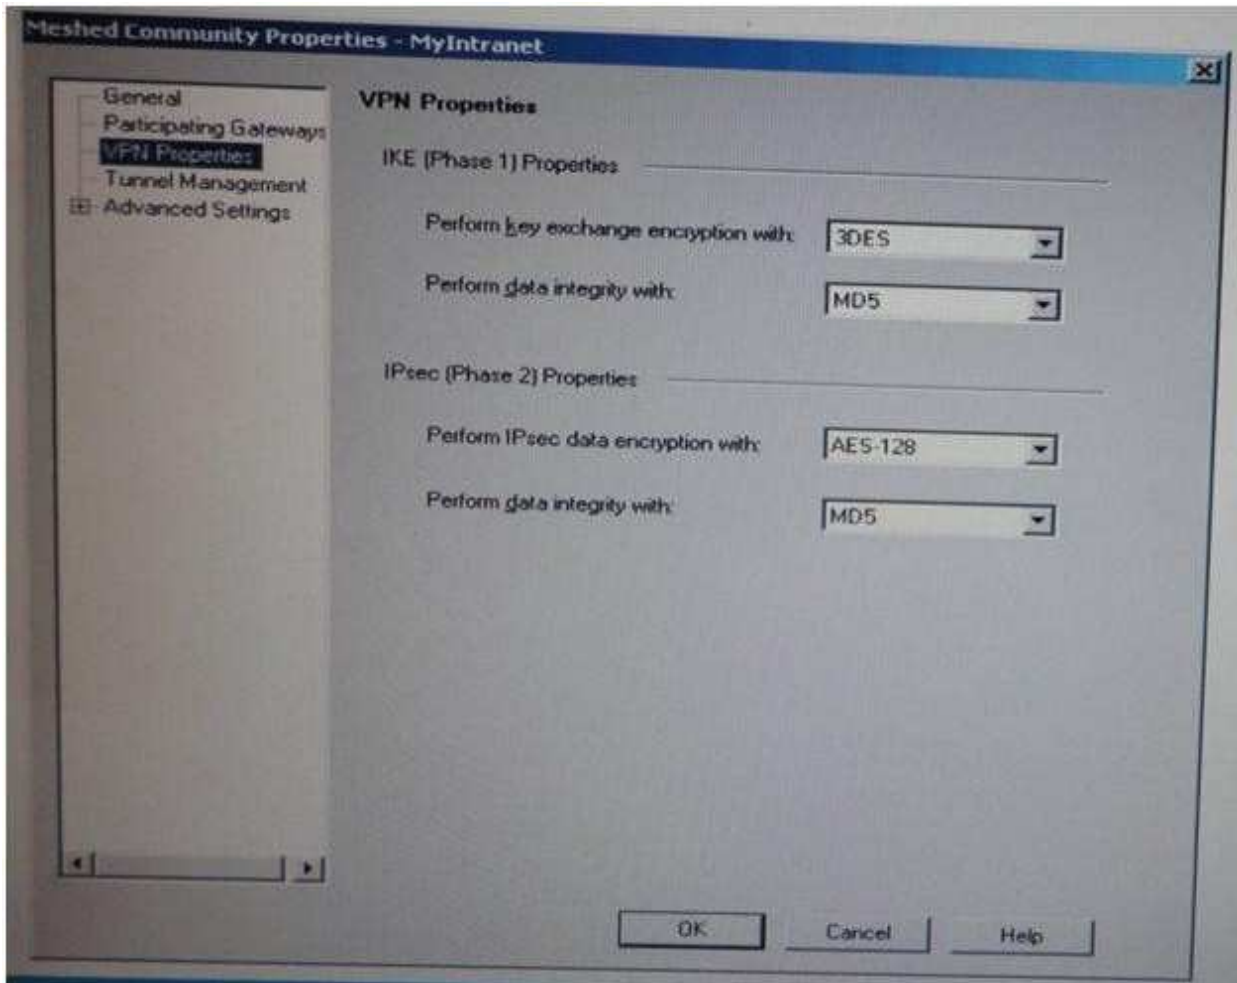 Meshed Community Properties - MyIntranet
General
Participating Gateways
VPN Properties
Tunnel Management
Advanced Settings
VPN Properties
IKE (Phase 1) Properties
Perform key exchange encryption with:
3DES
Perform data integrity with:
MD5
IPsec (Phase 2) Properties
Perform IPsec data encryption with:
AES-128
Perform data integrity with:
MD5
OK
Cancel
Help